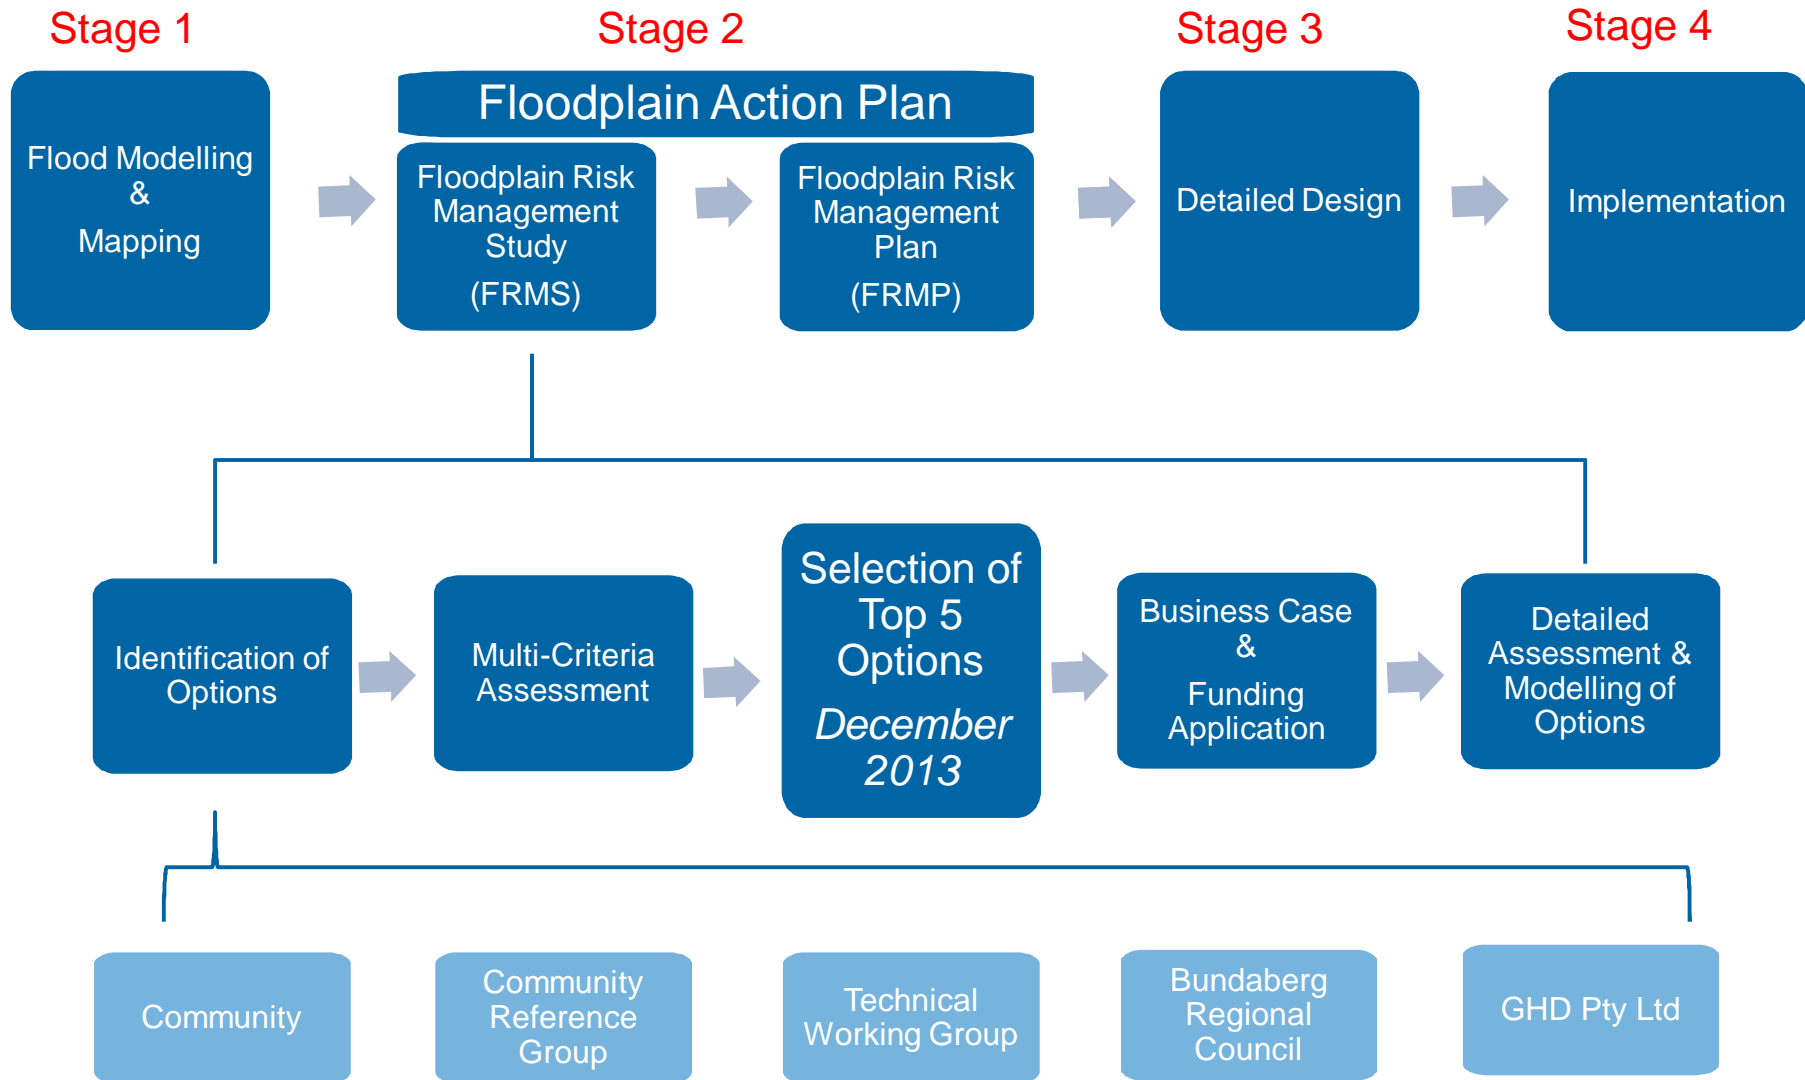 Stage 1
Stage 2
Stage 3
Stage 4
Floodplain Action Plan
Flood Modelling
&
Mapping
Floodplain Risk
Management
Study
(FRMS)
Floodplain Risk
Management
Plan
(FRMP)
Detailed Design
Implementation
Identification of
Options
Multi-Criteria
Assessment
Selection of
Top 5
Options
December
2013
Business Case
&
Funding
Application
Detailed
Assessment &
Modelling of
Options
Community
Community
Reference
Group
Technical
Working Group
Bundaberg
Regional
Council
GHD Pty Ltd